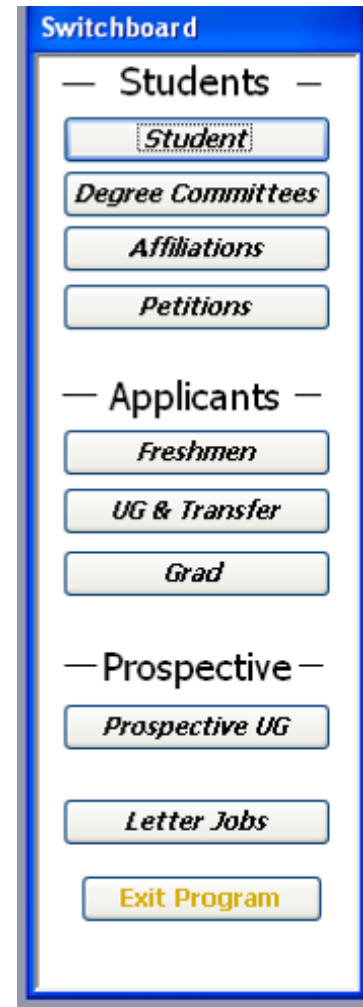 Switchboard
— Students —
Student
Degree Committees
Affiliations
Petitions
— Applicants —
Freshmen
UG & Transfer
Grad
— Prospective —
Prospective UG
Letter Jobs
Exit Program